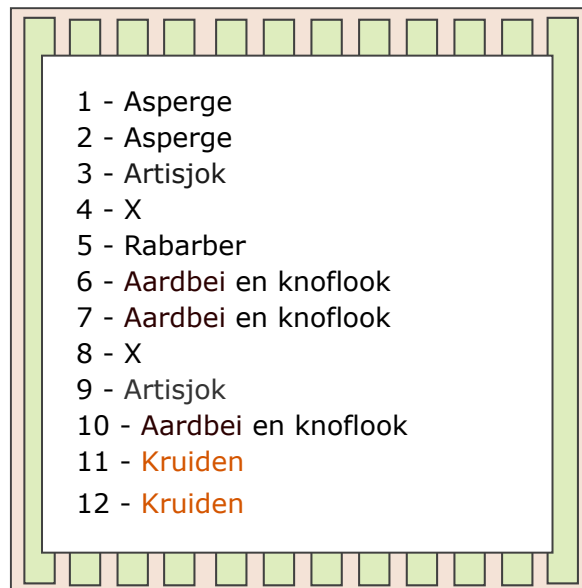 1 - Asperge
2 - Asperge
3 - Artisjok
4 - X
5 - Rabarber
6 - Aardbei en knoflook
7 - Aardbei en knoflook
8 - X
9 - Artisjok
10 - Aardbei en knoflook
11 - Kruiden
12 - Kruiden